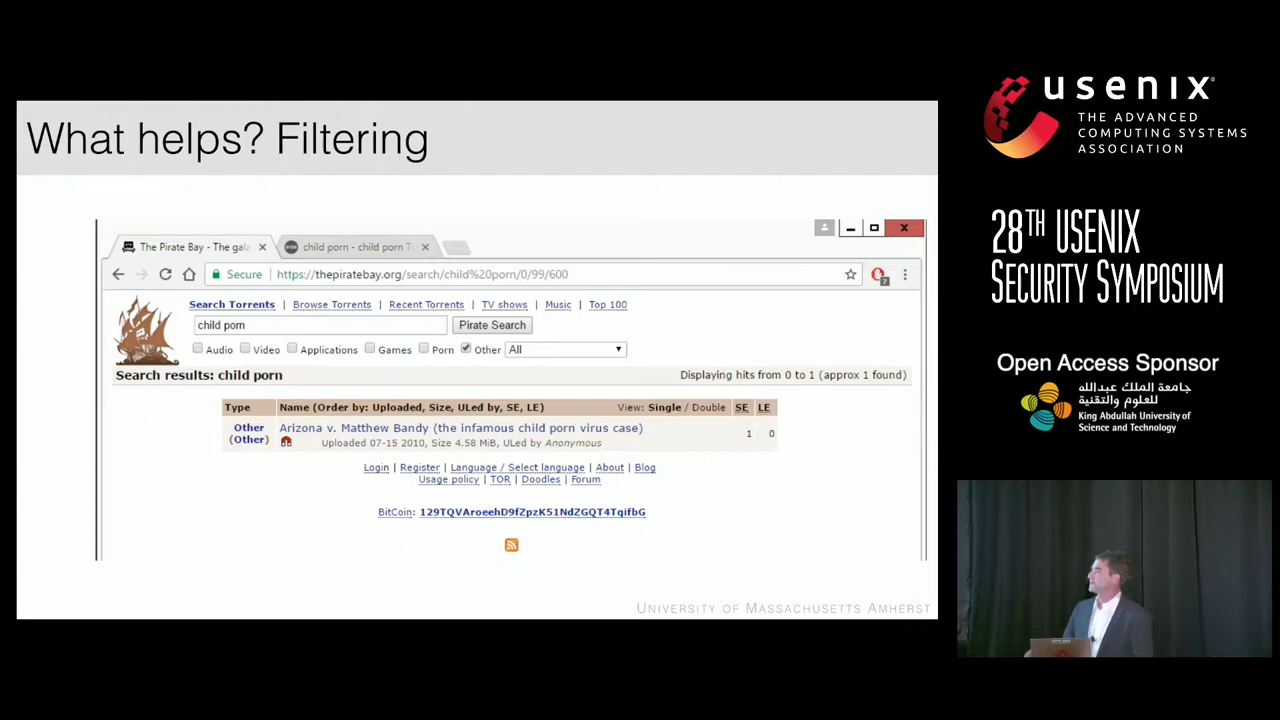 What helps? Filtering
The Pirate Bay - The gala
child porn - child porn T
Secure https://thepiratebay.org/search/child%20porn/0/99/600
Search Torrents | Browse Torrents | Recent Torrents | TV shows | Music | Top 100
child porn Pirate Search
Audio Video Applications Games Porn Other All
Search results: child porn Displaying hits from 0 to 1 (approx 1 found)
Type Name (Order by: Uploaded, Size, ULed by, SE, LE) View: Single / Double SE LE
Other (Other) Arizona v. Matthew Bandy (the infamous child porn virus case) 1 0
Uploaded 07-15 2010, Size 4.58 MiB, ULed by Anonymous
Login | Register | Language / Select language | About | Blog
Usage policy | TOR | Doodles | Forum
BitCoin: 129TQVAroeehD9fZpzK51NdZGQT4TqifbG
UNIVERSITY OF MASSACHUSETTS AMHERST
usenix
THE ADVANCED
COMPUTING SYSTEMS
ASSOCIATION
28TH USENIX
SECURITY SYMPOSIUM
Open Access Sponsor
جامعة الملك عبدالله
للعلوم والتقنية
King Abdullah University of
Science and Technology